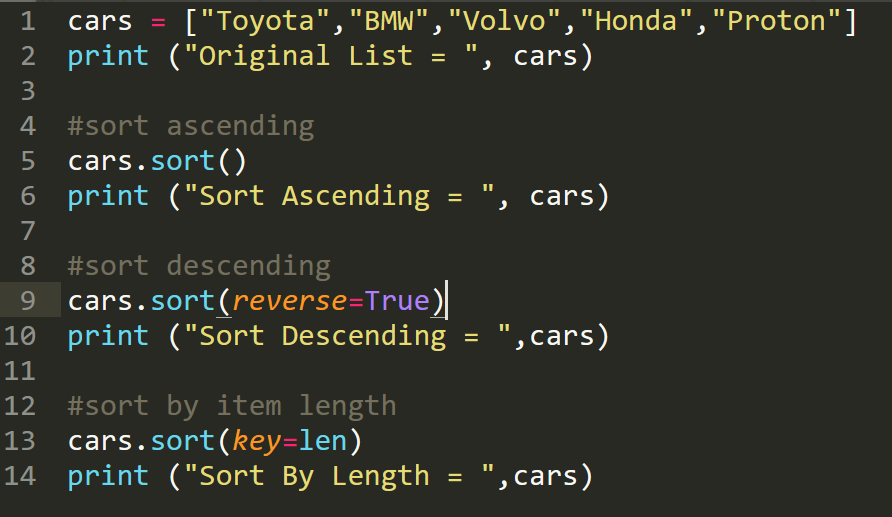 1 cars = ["Toyota","BMW","Volvo","Honda","Proton"]
2 print ("Original List = ", cars)
3
4 #sort ascending
5 cars.sort()
6 print ("Sort Ascending = ", cars)
7
8 #sort descending
9 cars.sort(reverse=True)
10 print ("Sort Descending = ",cars)
11
12 #sort by item length
13 cars.sort(key=len)
14 print ("Sort By Length = ",cars)